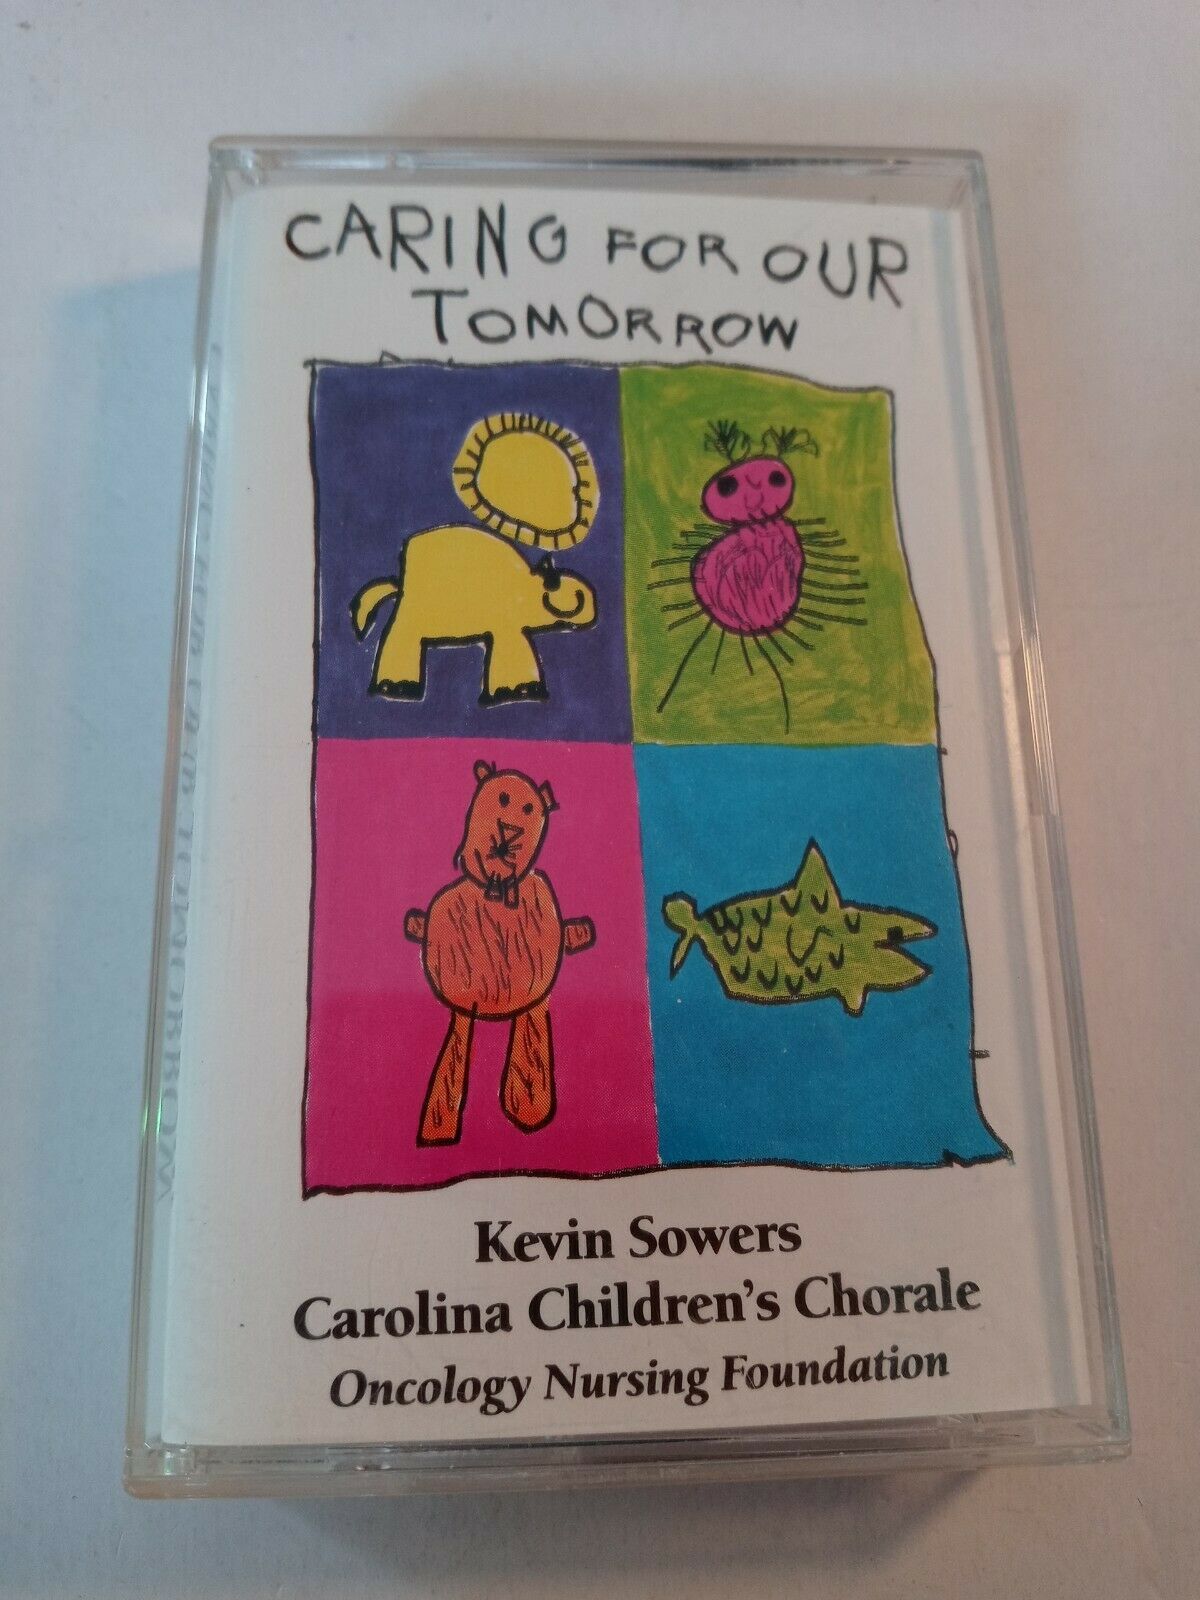 CARING FOR OUR
TOMORROW
Kevin Sowers
Carolina Children's Chorale
Oncology Nursing Foundation